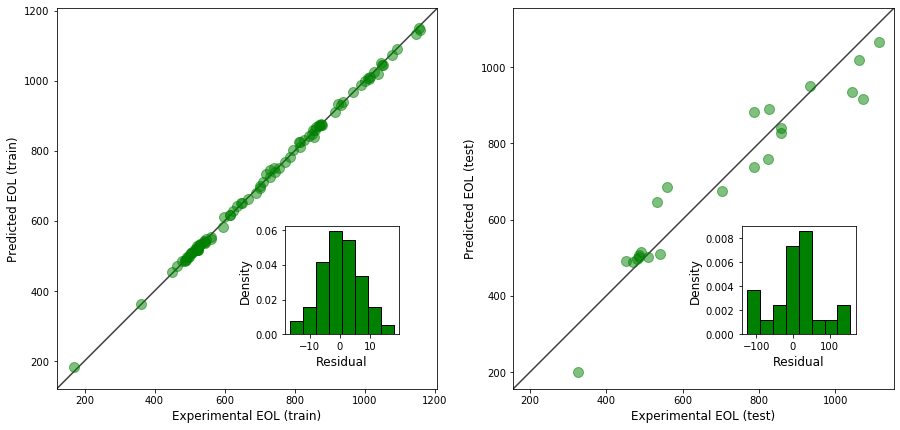 1200
1000
800
600
400
200
Predicted EOL (train)
200 400 600 800 1000 1200
Experimental EOL (train)
0.06
0.04
0.02
0.00
Density
−10 0 10
Residual
1000
800
600
400
200
Predicted EOL (test)
200 400 600 800 1000
Experimental EOL (test)
0.008
0.006
0.004
0.002
0.000
Density
−100 0 100
Residual